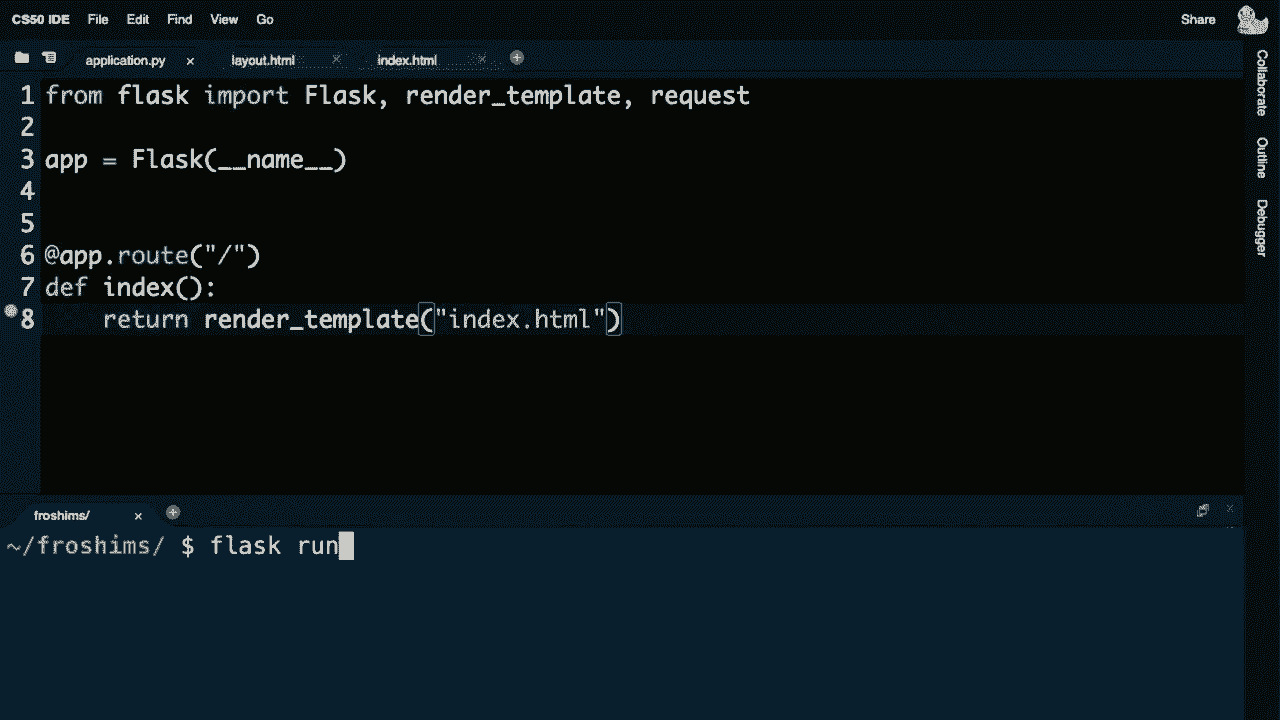 CS50 IDE File Edit Find View Go Share
application.py × layout.html × index.html ×
1 from flask import Flask, render_template, request
2
3 app = Flask(__name__)
4
5
6 @app.route("/")
7 def index():
8     return render_template("index.html")
froshims/ ×
~/froshims/ $ flask run
Collaborate
Outline
Debugger